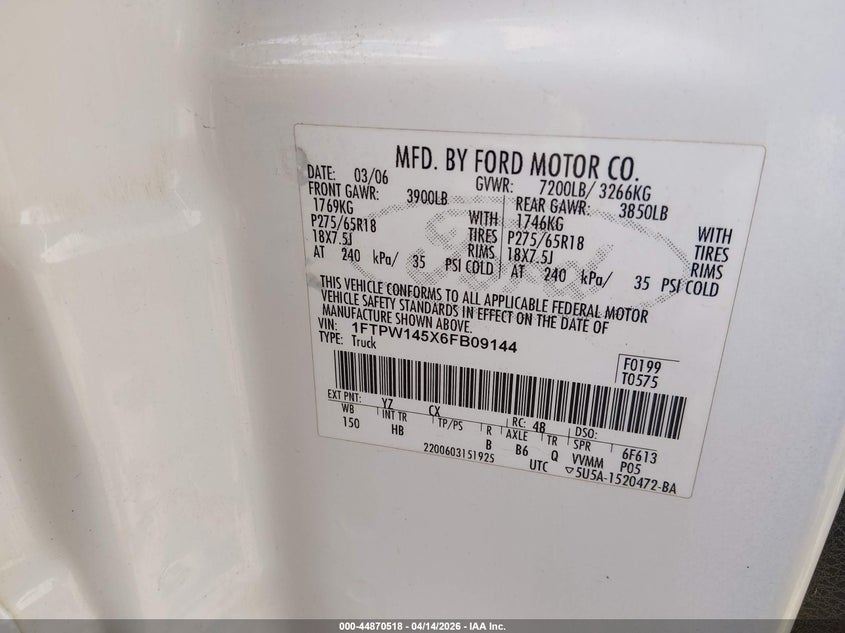 MFD. BY FORD MOTOR CO.
DATE: 03/06 GVWR: 7200LB/ 3266KG
FRONT GAWR: 3900LB REAR GAWR: 3850LB
1769KG WITH 1746KG WITH
P275/65R18 TIRES P275/65R18 TIRES
18X7.5J RIMS 18X7.5J RIMS
AT 240 kPa/ 35 PSI COLD AT 240 kPa/ 35 PSI COLD
THIS VEHICLE CONFORMS TO ALL APPLICABLE FEDERAL MOTOR
VEHICLE SAFETY STANDARDS IN EFFECT ON THE DATE OF
MANUFACTURE SHOWN ABOVE.
VIN: 1FTPW145X6FB09144
TYPE: Truck
F0199
T0575
EXT PNT: YZ CX RC: 48 DSO:
WB INT TR TP/PS R AXLE TR SPR 6F613
150 HB B B6 Q VVMM P05
2200603151925 UTC ▽5U5A-1520472-BA
Ford
000-44870518 - 04/14/2026 - IAA Inc.